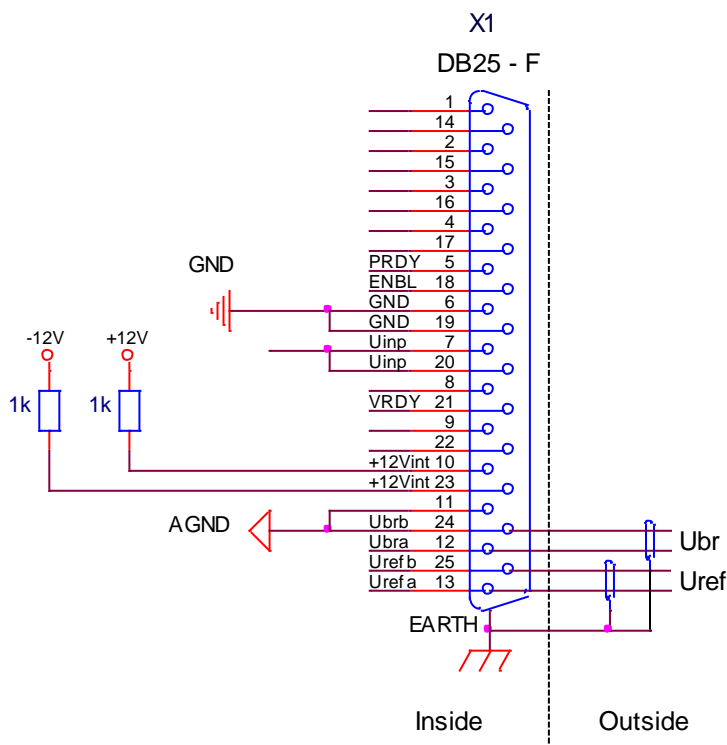 X1
DB25 - F
1
14
2
15
3
16
4
17
PRDY 5
GND
ENBL 18
GND 6
GND 19
-12V +12V
Uinp 7
Uinp 20
8
1k 1k
VRDY 21
9
22
+12Vint 10
+12Vint 23
11
AGND
Ubrb 24
Ubra 12
Ubr
Urefb 25
Urefa 13
Uref
EARTH
Inside Outside